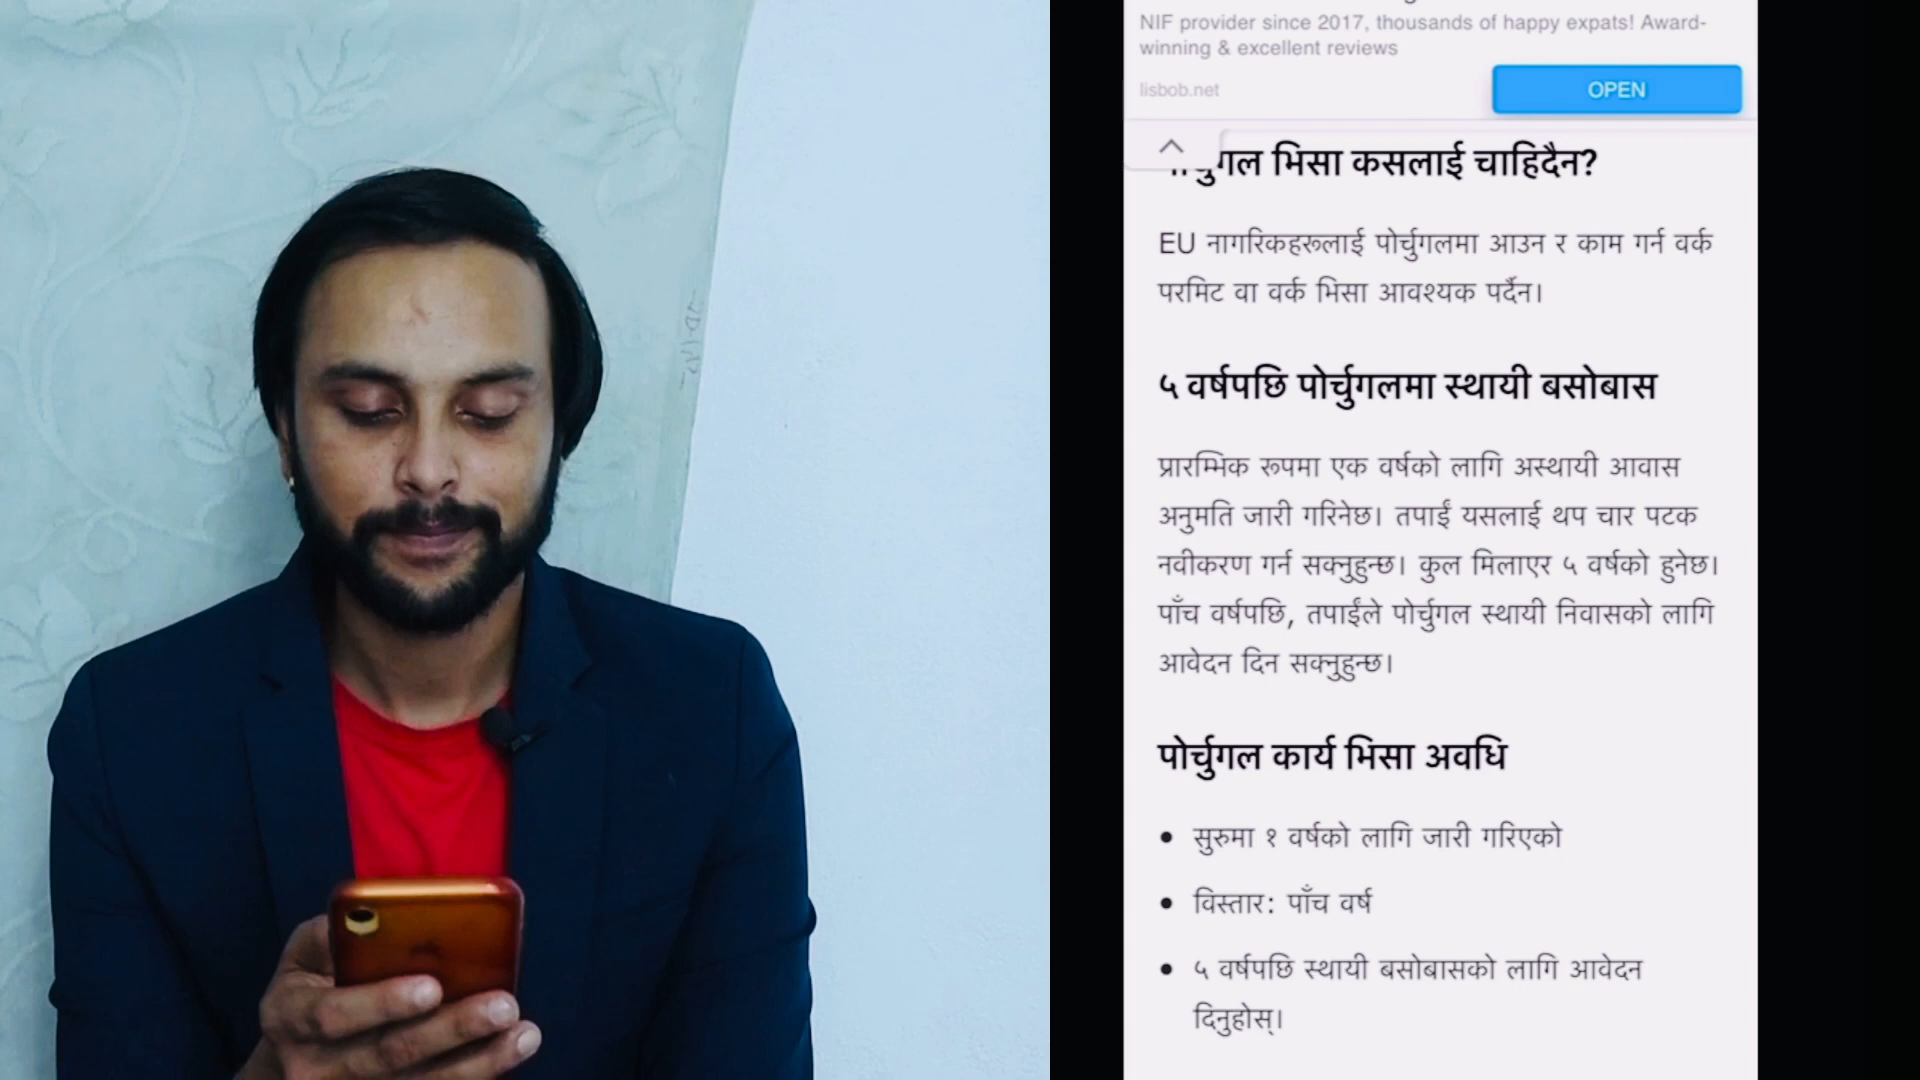 NIF provider since 2017, thousands of happy expats! Award-
winning & excellent reviews
lisbob.net
OPEN
भिसा कसलाई चाहिदैन?
EU नागरिकहरूलाई पोर्चुगलमा आउन र काम गर्न वर्क
परमिट वा वर्क भिसा आवश्यक पर्दैन।
५ वर्षपछि पोर्चुगलमा स्थायी बसोबास
प्रारम्भिक रूपमा एक वर्षको लागि अस्थायी आवास
अनुमति जारी गरिनेछ। तपाईं यसलाई थप चार पटक
नवीकरण गर्न सक्नुहुन्छ। कुल मिलाएर ५ वर्षको हुनेछ।
पाँच वर्षपछि, तपाईंले पोर्चुगल स्थायी निवासको लागि
आवेदन दिन सक्नुहुन्छ।
पोर्चुगल कार्य भिसा अवधि
• सुरुमा १ वर्षको लागि जारी गरिएको
• विस्तार: पाँच वर्ष
• ५ वर्षपछि स्थायी बसोबासको लागि आवेदन
दिनुहोस्।